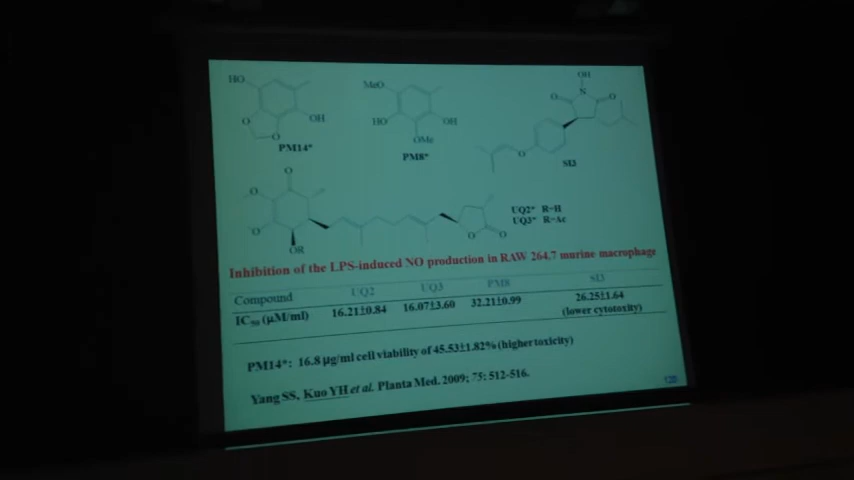 HO
OH
O
O
PM14*
MeO
HO
OH
OMe
PM8*
OH
N
O
O
O
SI3
O
O
O
OR
O
O
UQ2* R=H
UQ3* R=Ac
Inhibition of the LPS-induced NO production in RAW 264.7 murine macrophage
Compound UQ2 UQ3 PM8 SI3
IC50 (μM/ml) 16.21±0.84 16.07±3.60 32.21±0.99 26.25±1.64
(lower cytotoxity)
PM14*: 16.8 μg/ml cell viability of 45.53±1.82% (higher toxicity)
Yang SS, Kuo YH et al. Planta Med. 2009; 75: 512-516.